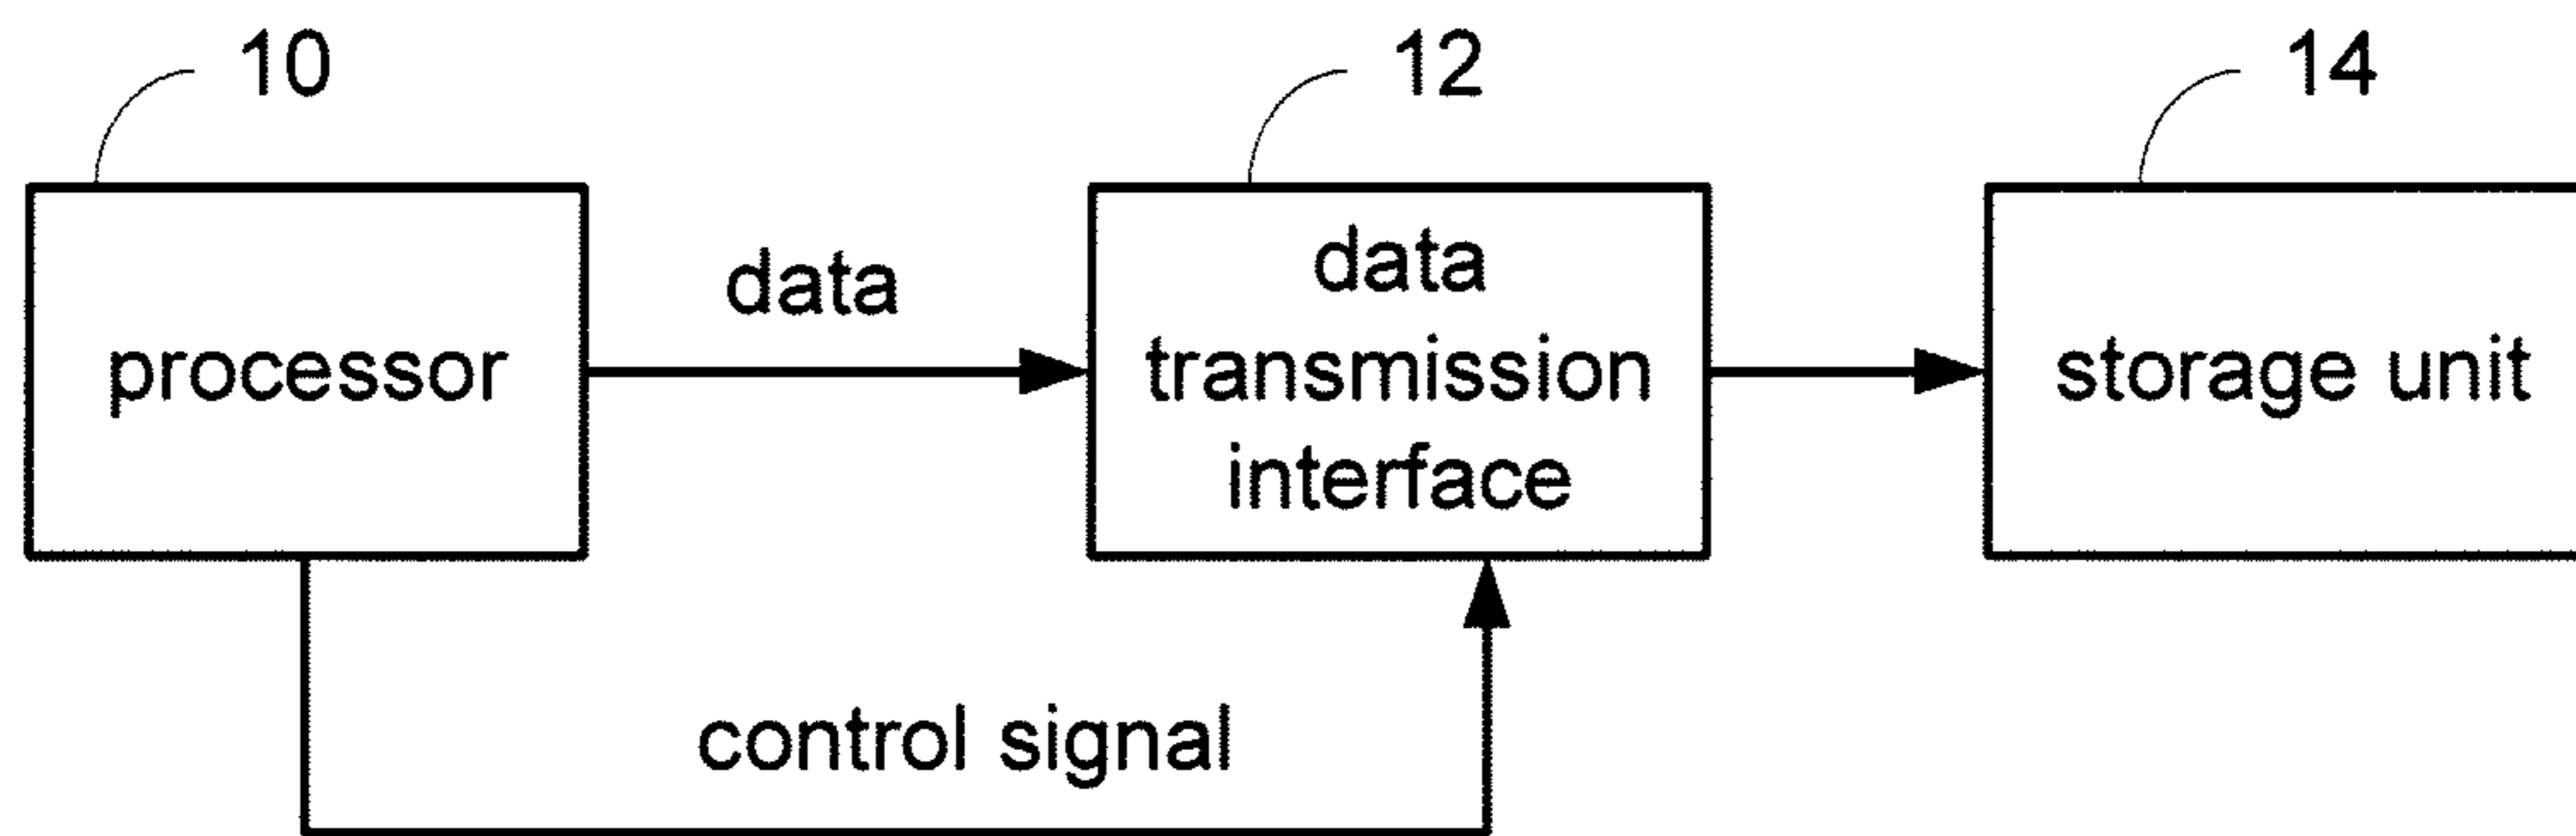 10
12
14
processor
data
data
transmission
interface
storage unit
control signal